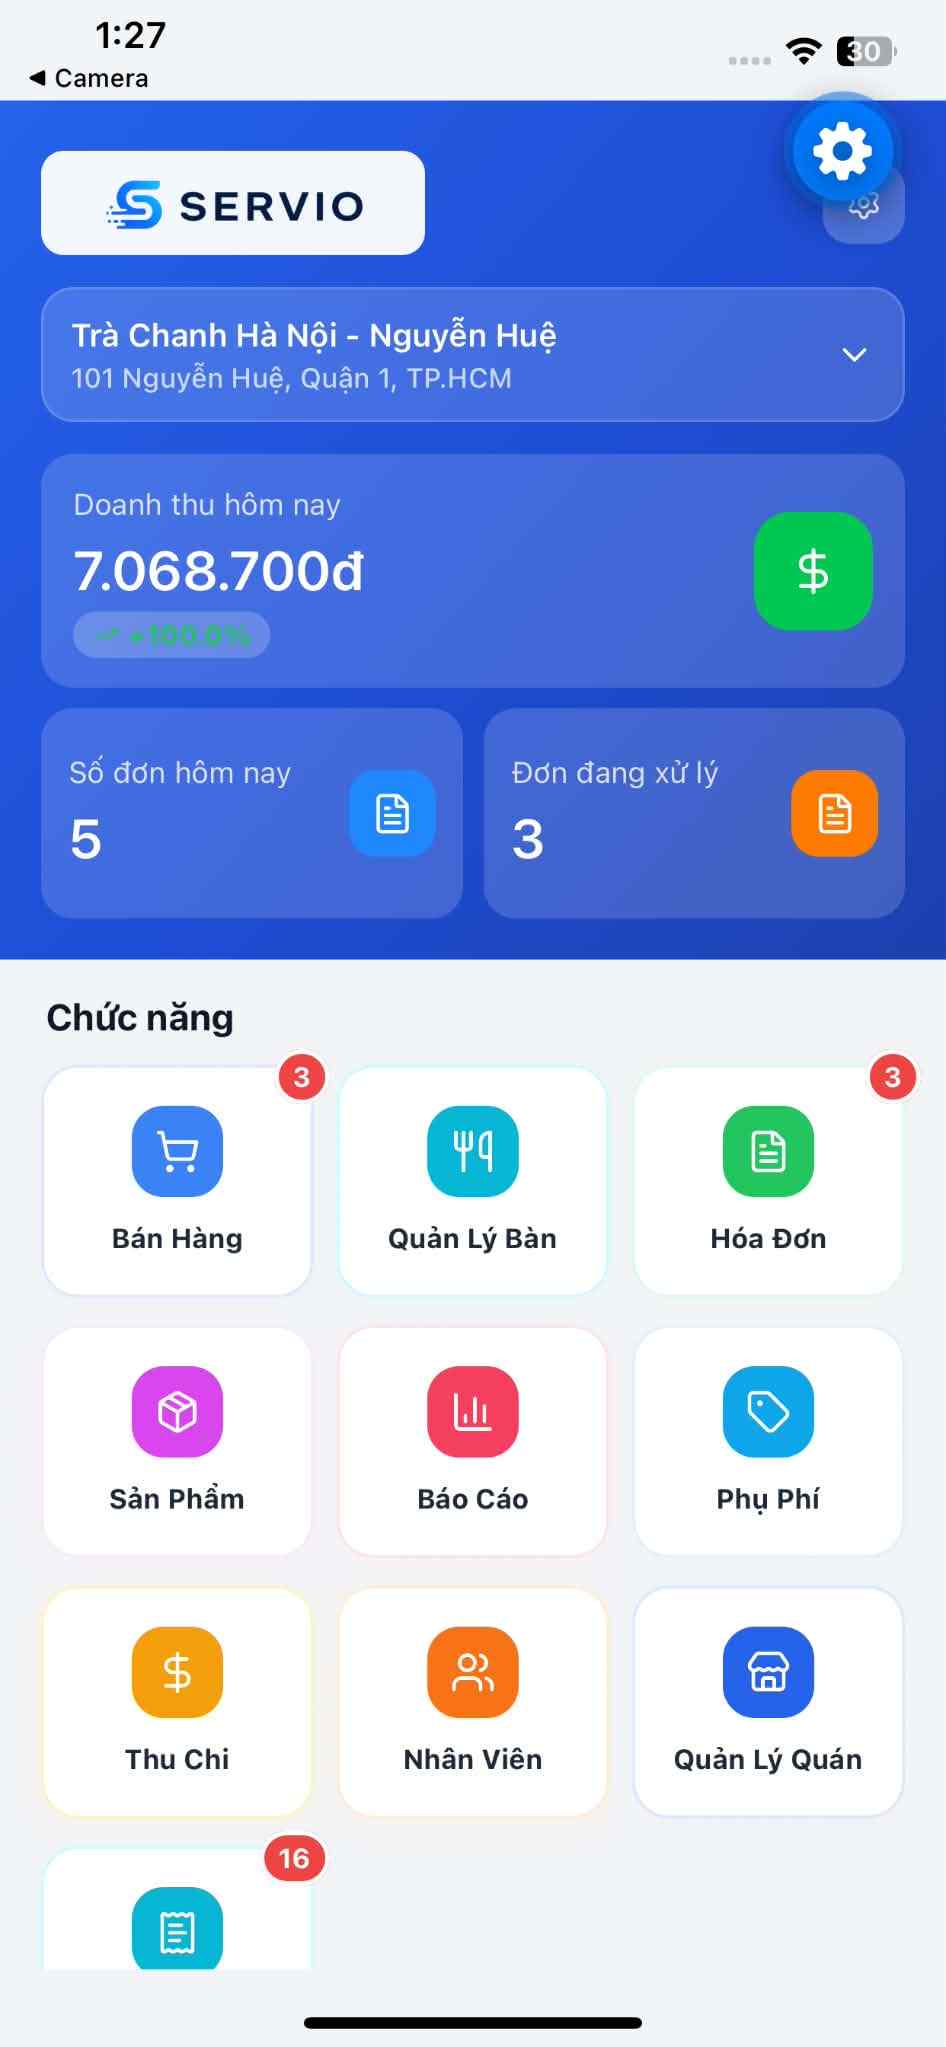 1:27
◀ Camera
30
SERVIO
Trà Chanh Hà Nội - Nguyễn Huệ
101 Nguyễn Huệ, Quận 1, TP.HCM
Doanh thu hôm nay
7.068.700đ
+100.0%
Số đơn hôm nay
5
Đơn đang xử lý
3
Chức năng
3
3
Bán Hàng
Quản Lý Bàn
Hóa Đơn
Sản Phẩm
Báo Cáo
Phụ Phí
Thu Chi
Nhân Viên
Quản Lý Quán
16